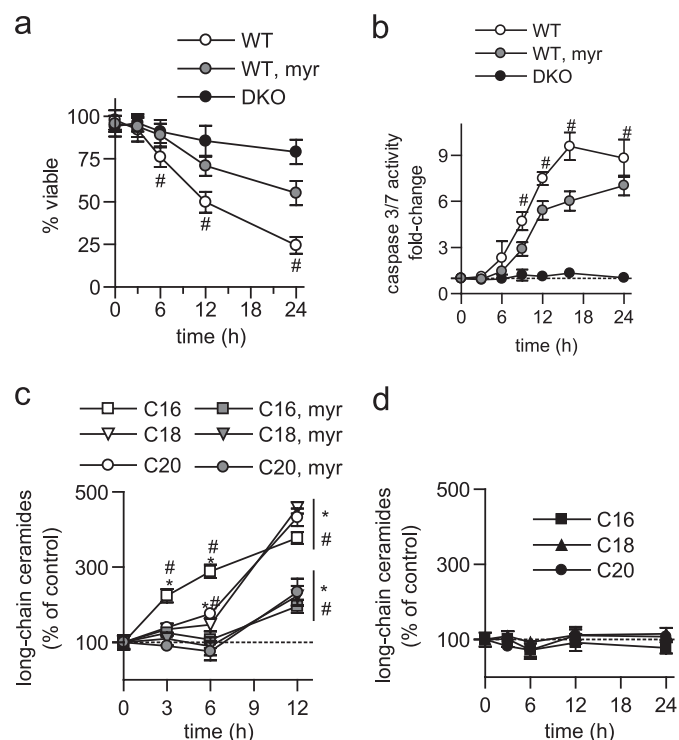 a
WT
WT, myr
DKO
100
75
50
25
0
% viable
#
#
#
0 6 12 18 24
time (h)
b
WT
WT, myr
DKO
9
6
3
1
0
caspase 3/7 activity
fold-change
#
#
#
#
0 6 12 18 24
time (h)
c
C16 C16, myr
C18 C18, myr
C20 C20, myr
500
300
100
long-chain ceramides
(% of control)
#
*
#
*
*#
*
#
*
#
0 3 6 9 12
time (h)
d
C16
C18
C20
500
300
100
long-chain ceramides
(% of control)
0 6 12 18 24
time (h)